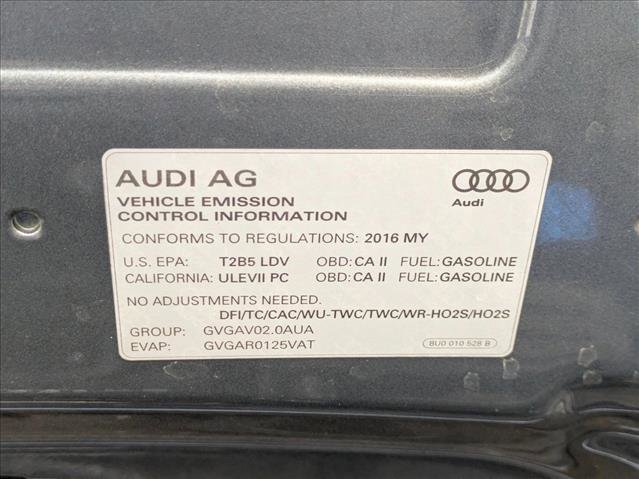 AUDI AG
Audi
VEHICLE EMISSION
CONTROL INFORMATION
CONFORMS TO REGULATIONS: 2016 MY
U.S. EPA: T2B5 LDV OBD: CA II FUEL: GASOLINE
CALIFORNIA: ULEVII PC OBD: CA II FUEL: GASOLINE
NO ADJUSTMENTS NEEDED.
DFI/TC/CAC/WU-TWC/TWC/WR-HO2S/HO2S
GROUP: GVGAV02.0AUA
EVAP: GVGAR0125VAT
8U0 010 528 B